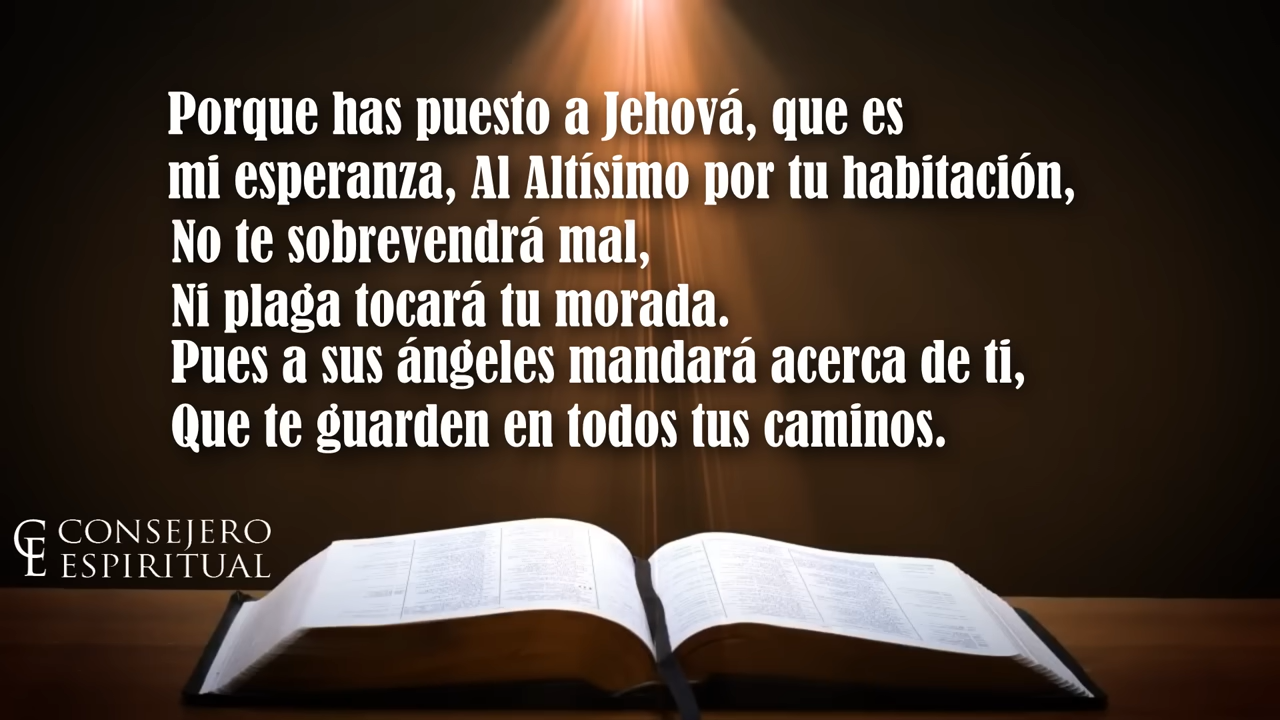 Porque has puesto a Jehová, que es
mi esperanza, Al Altísimo por tu habitación,
No te sobrevendrá mal,
Ni plaga tocará tu morada.
Pues a sus ángeles mandará acerca de ti,
Que te guarden en todos tus caminos.
CE CONSEJERO
ESPIRITUAL